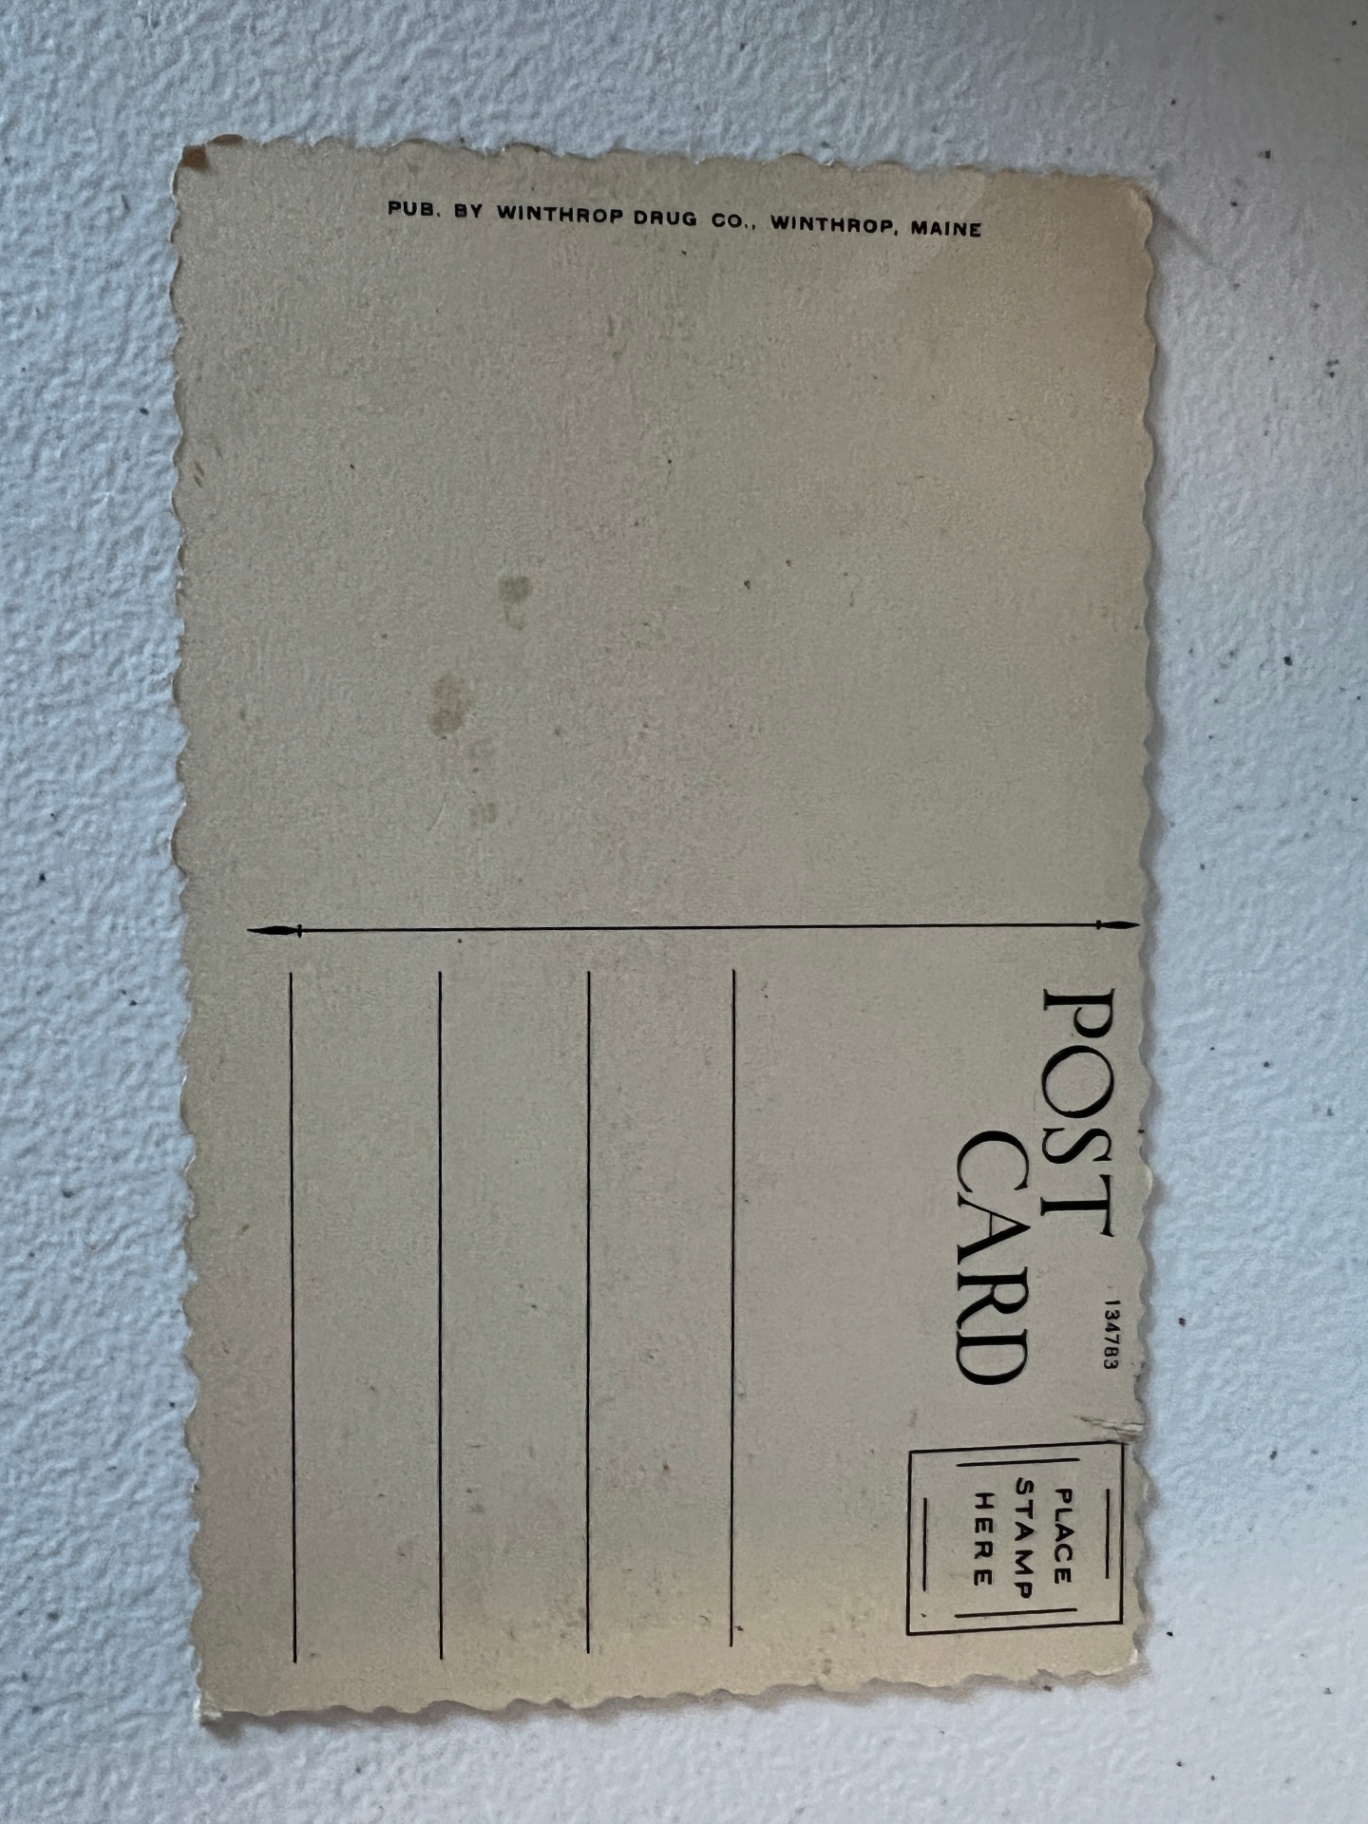 PUB. BY WINTHROP DRUG CO., WINTHROP, MAINE
POST
CARD
134783
PLACE
STAMP
HERE